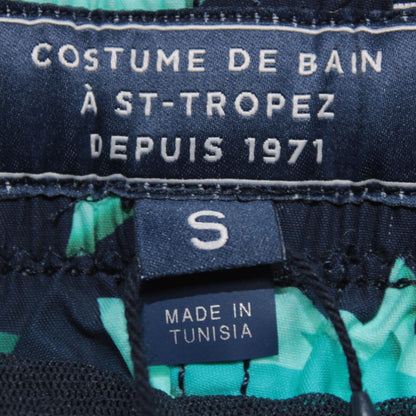 COSTUME DE BAIN
À ST-TROPEZ
DEPUIS 1971
S
MADE IN
TUNISIA